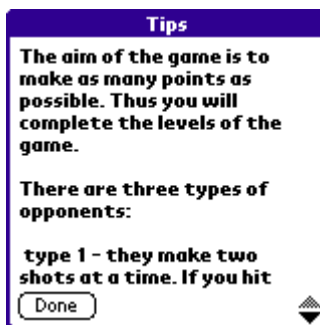 Tips
The aim of the game is to
make as many points as
possible. Thus you will
complete the levels of the
game.
There are three types of
opponents:
type 1 - they make two
shots at a time. If you hit
Done